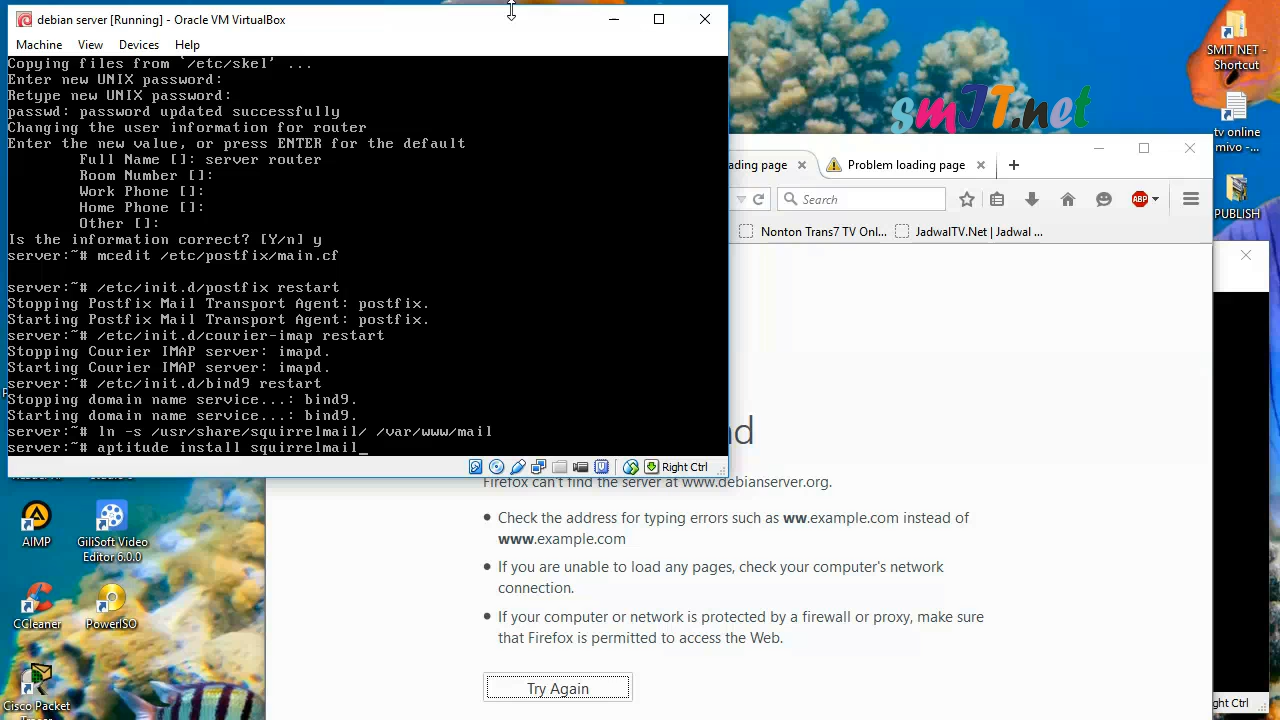 debian server [Running] - Oracle VM VirtualBox
Machine View Devices Help
Copying files from `/etc/skel' ...
Enter new UNIX password:
Retype new UNIX password:
passwd: password updated successfully
Changing the user information for router
Enter the new value, or press ENTER for the default
Full Name []: server router
Room Number []:
Work Phone []:
Home Phone []:
Other []:
Is the information correct? [Y/n] y
server:~# mcedit /etc/postfix/main.cf
server:~# /etc/init.d/postfix restart
Stopping Postfix Mail Transport Agent: postfix.
Starting Postfix Mail Transport Agent: postfix.
server:~# /etc/init.d/courier-imap restart
Stopping Courier IMAP server: imapd.
Starting Courier IMAP server: imapd.
server:~# /etc/init.d/bind9 restart
Stopping domain name service...: bind9.
Starting domain name service...: bind9.
server:~# ln -s /usr/share/squirrelmail/ /var/www/mail
server:~# aptitude install squirrelmail_
Right Ctrl
smIT.net
SMIT NET -
Shortcut
tv online
mivo -...
PUBLISH
page
Problem loading page
Search
ABP
Nonton Trans7 TV Onl...
JadwalTV.Net | Jadwal ...
Firefox can't find the server at www.debianserver.org.
Check the address for typing errors such as ww.example.com instead of
www.example.com
If you are unable to load any pages, check your computer's network
connection.
If your computer or network is protected by a firewall or proxy, make sure
that Firefox is permitted to access the Web.
Try Again
AIMP
GiliSoft Video
Editor 6.0.0
CCleaner
PowerISO
Cisco Packet
Ctrl